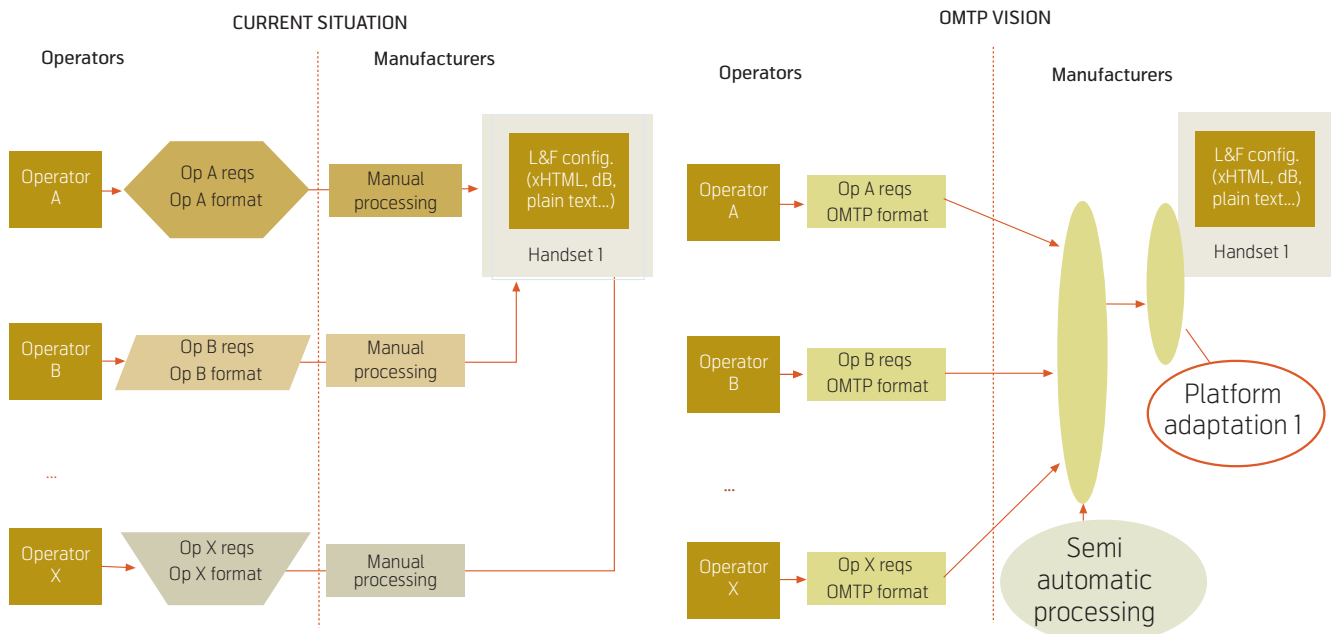 CURRENT SITUATION
Operators
Manufacturers
Operator
A
Op A reqs
Op A format
Manual
processing
L&F config.
(xHTML, dB,
plain text...)
Handset 1
Operator
B
Op B reqs
Op B format
Manual
processing
...
Operator
X
Op X reqs
Op X format
Manual
processing
OMTP VISION
Operators
Manufacturers
Operator
A
Op A reqs
OMTP format
L&F config.
(xHTML, dB,
plain text...)
Handset 1
Operator
B
Op B reqs
OMTP format
Platform
adaptation 1
...
Operator
X
Op X reqs
OMTP format
Semi
automatic
processing